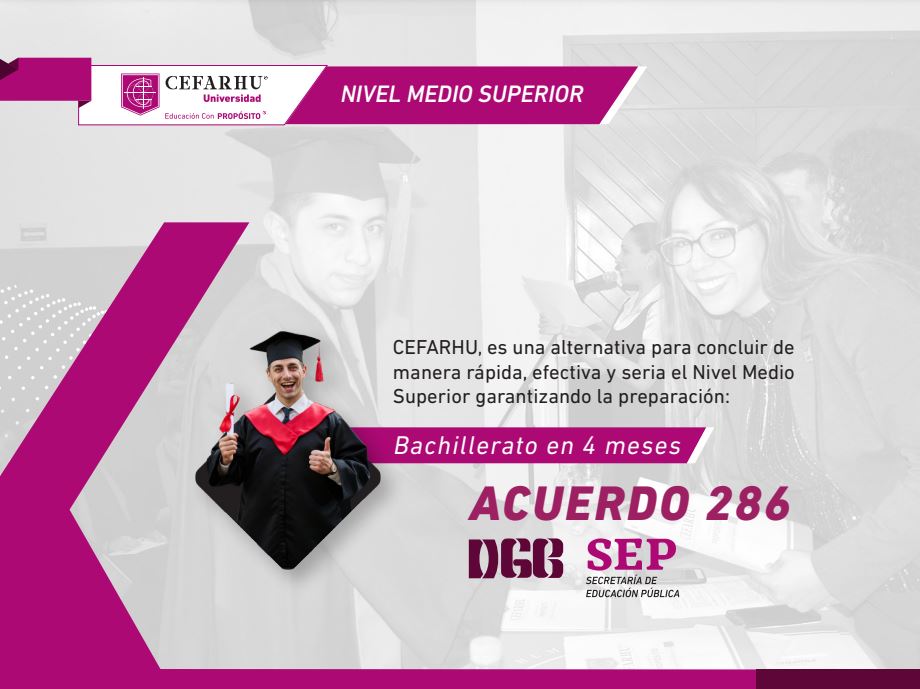 CEFARHU
Universidad
Educación Con PROPÓSITO
NIVEL MEDIO SUPERIOR
CEFARHU, es una alternativa para concluir de
manera rápida, efectiva y seria el Nivel Medio
Superior garantizando la preparación:
Bachillerato en 4 meses
ACUERDO 286
DGB
SEP
SECRETARÍA DE
EDUCACIÓN PÚBLICA
CEFARHU